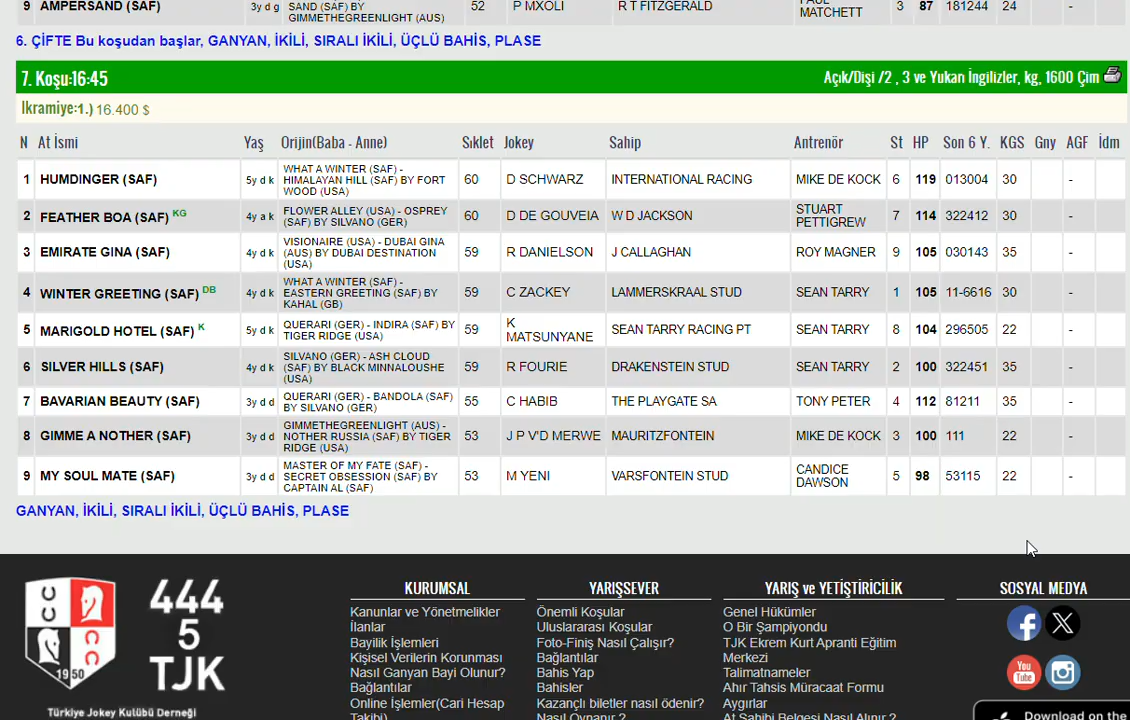 9 AMPERSAND (SAF) 3y d g SAND (SAF) BY GIMMETHEGREENLIGHT (AUS) 52 P MXOLI R T FITZGERALD PAUL MATCHETT 3 87 181244 24 -
6. ÇİFTE Bu koşudan başlar, GANYAN, İKİLİ, SIRALI İKİLİ, ÜÇLÜ BAHİS, PLASE
7. Koşu:16:45 Açık/Dişi /2 , 3 ve Yukarı İngilizler, kg, 1600 Çim
İkramiye:1.) 16.400 $
N At İsmi Yaş Orijin(Baba - Anne) Sıklet Jokey Sahip Antrenör St HP Son 6 Y. KGS Gny AGF İdm
1 HUMDINGER (SAF) 5y d k WHAT A WINTER (SAF) - HIMALAYAN HILL (SAF) BY FORT WOOD (USA) 60 D SCHWARZ INTERNATIONAL RACING MIKE DE KOCK 6 119 013004 30 -
2 FEATHER BOA (SAF) KG 4y a k FLOWER ALLEY (USA) - OSPREY (SAF) BY SILVANO (GER) 60 D DE GOUVEIA W D JACKSON STUART PETTIGREW 7 114 322412 30 -
3 EMIRATE GINA (SAF) 4y d k VISIONAIRE (USA) - DUBAI GINA (AUS) BY DUBAI DESTINATION (USA) 59 R DANIELSON J CALLAGHAN ROY MAGNER 9 105 030143 35 -
4 WINTER GREETING (SAF) DB 4y d k WHAT A WINTER (SAF) - EASTERN GREETING (SAF) BY KAHAL (GB) 59 C ZACKEY LAMMERSKRAAL STUD SEAN TARRY 1 105 11-6616 30 -
5 MARIGOLD HOTEL (SAF) K 5y d k QUERARI (GER) - INDIRA (SAF) BY TIGER RIDGE (USA) 59 K MATSUNYANE SEAN TARRY RACING PT SEAN TARRY 8 104 296505 22 -
6 SILVER HILLS (SAF) 4y d k SILVANO (GER) - ASH CLOUD (SAF) BY BLACK MINNALOUSHE (USA) 59 R FOURIE DRAKENSTEIN STUD SEAN TARRY 2 100 322451 35 -
7 BAVARIAN BEAUTY (SAF) 3y d d QUERARI (GER) - BANDOLA (SAF) BY SILVANO (GER) 55 C HABIB THE PLAYGATE SA TONY PETER 4 112 81211 35 -
8 GIMME A NOTHER (SAF) 3y d d GIMMETHEGREENLIGHT (AUS) - NOTHER RUSSIA (SAF) BY TIGER RIDGE (USA) 53 J P V'D MERWE MAURITZFONTEIN MIKE DE KOCK 3 100 111 22 -
9 MY SOUL MATE (SAF) 3y d d MASTER OF MY FATE (SAF) - SECRET OBSESSION (SAF) BY CAPTAIN AL (SAF) 53 M YENI VARSFONTEIN STUD CANDICE DAWSON 5 98 53115 22 -
GANYAN, İKİLİ, SIRALI İKİLİ, ÜÇLÜ BAHİS, PLASE
1950
Türkiye Jokey Kulübü Derneği
444
5
TJK
KURUMSAL
Kanunlar ve Yönetmelikler
İlanlar
Bayilik İşlemleri
Kişisel Verilerin Korunması
Nasıl Ganyan Bayi Olunur?
Bağlantılar
Online İşlemler(Cari Hesap
Takibi)
YARIŞSEVER
Önemli Koşular
Uluslararası Koşular
Foto-Finiş Nasıl Çalışır?
Bağlantılar
Bahis Yap
Bahisler
Kazançlı biletler nasıl ödenir?
Nasıl Oynanır ?
YARIŞ ve YETİŞTİRİCİLİK
Genel Hükümler
O Bir Şampiyondu
TJK Ekrem Kurt Apranti Eğitim
Merkezi
Talimatnameler
Ahır Tahsis Müracaat Formu
Aygırlar
At Sahibi Belgesi Nasıl Alınır ?
SOSYAL MEDYA
You
Tube
Download on the